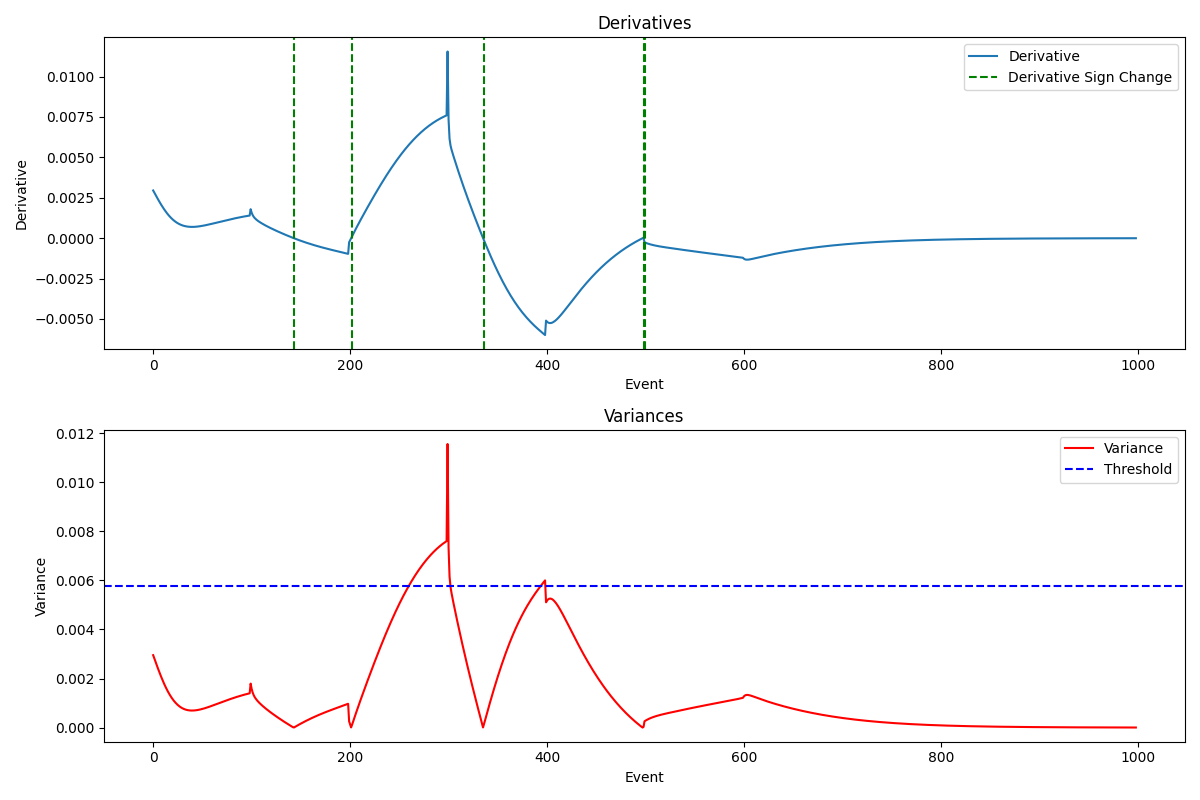 Derivatives
Derivative
Derivative Sign Change
0.0100
0.0075
0.0050
0.0025
0.0000
−0.0025
−0.0050
Derivative
0 200 400 600 800 1000
Event
Variances
Variance
Threshold
0.012
0.010
0.008
0.006
0.004
0.002
0.000
Variance
0 200 400 600 800 1000
Event